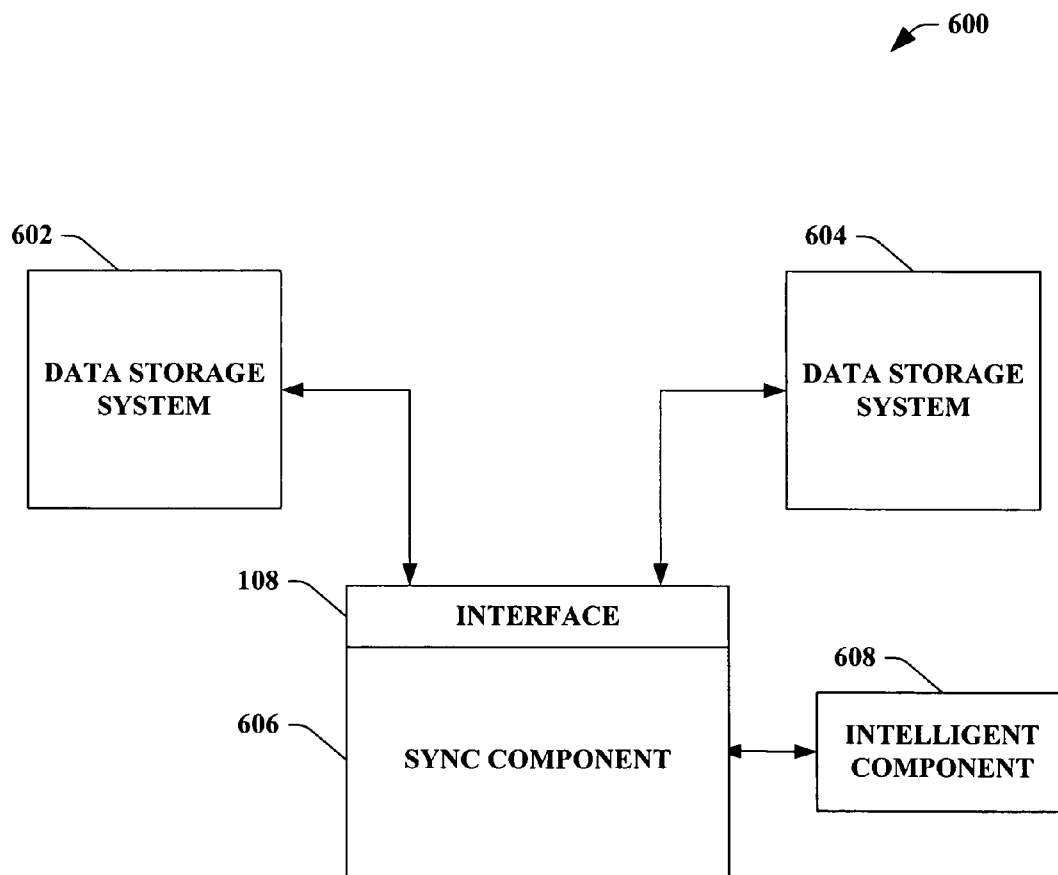 600
602
604
DATA STORAGE
SYSTEM
DATA STORAGE
SYSTEM
108
INTERFACE
608
606
SYNC COMPONENT
INTELLIGENT
COMPONENT